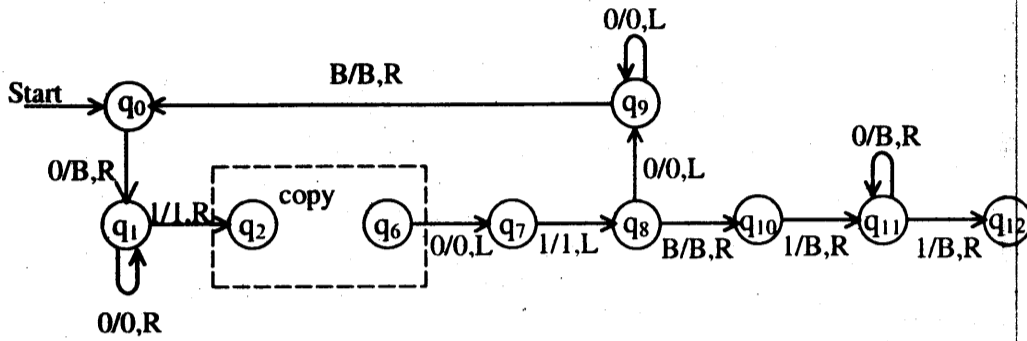 0/0,L
B/B,R
Start
q0
q9
0/B,R
0/B,R
0/0,L
copy
q1
1/1,R
q2
q6
0/0,L
q7
1/1,L
q8
B/B,R
q10
1/B,R
q11
1/B,R
q12
0/0,R